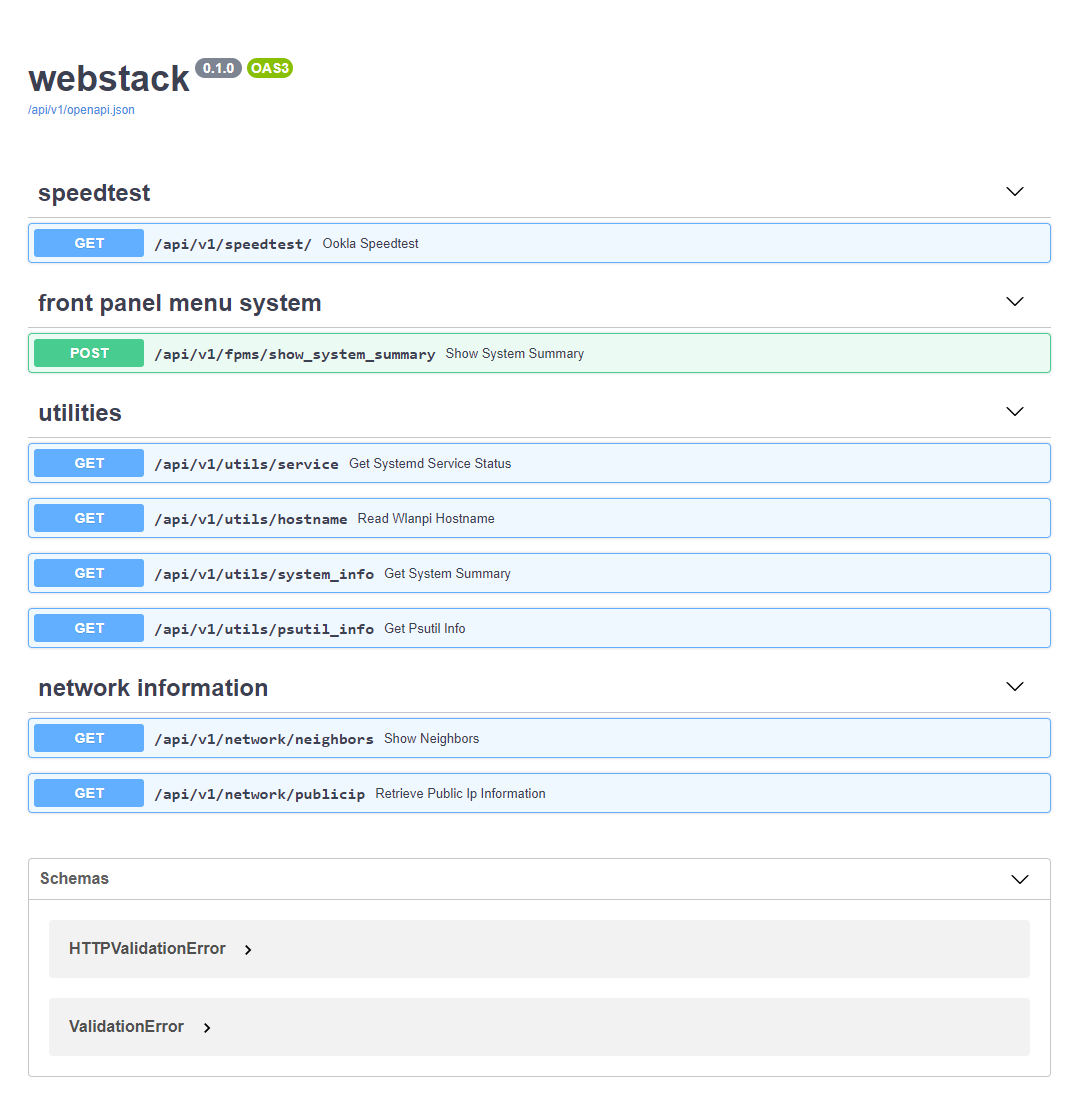 webstack 0.1.0 OAS3
/api/v1/openapi.json
speedtest
GET /api/v1/speedtest/ Ookla Speedtest
front panel menu system
POST /api/v1/fpms/show_system_summary Show System Summary
utilities
GET /api/v1/utils/service Get Systemd Service Status
GET /api/v1/utils/hostname Read Wlanpi Hostname
GET /api/v1/utils/system_info Get System Summary
GET /api/v1/utils/psutil_info Get Psutil Info
network information
GET /api/v1/network/neighbors Show Neighbors
GET /api/v1/network/publicip Retrieve Public Ip Information
Schemas
HTTPValidationError
ValidationError